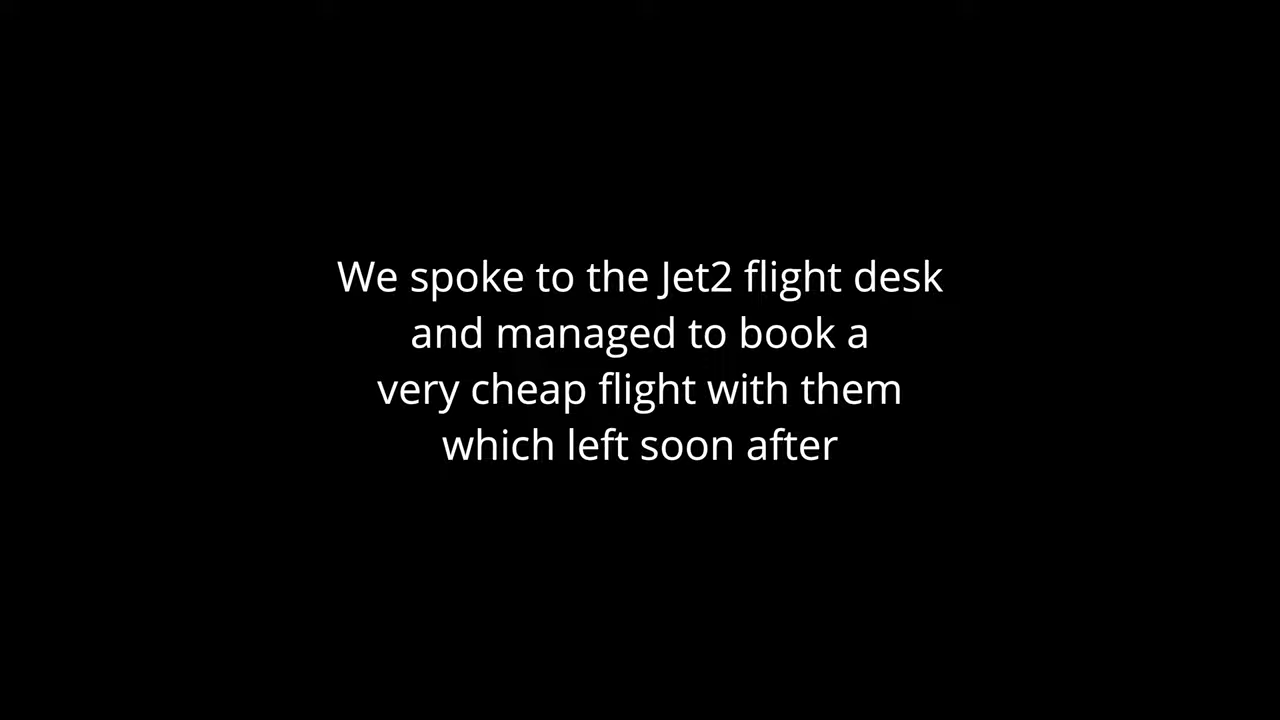 We spoke to the Jet2 flight desk
and managed to book a
very cheap flight with them
which left soon after